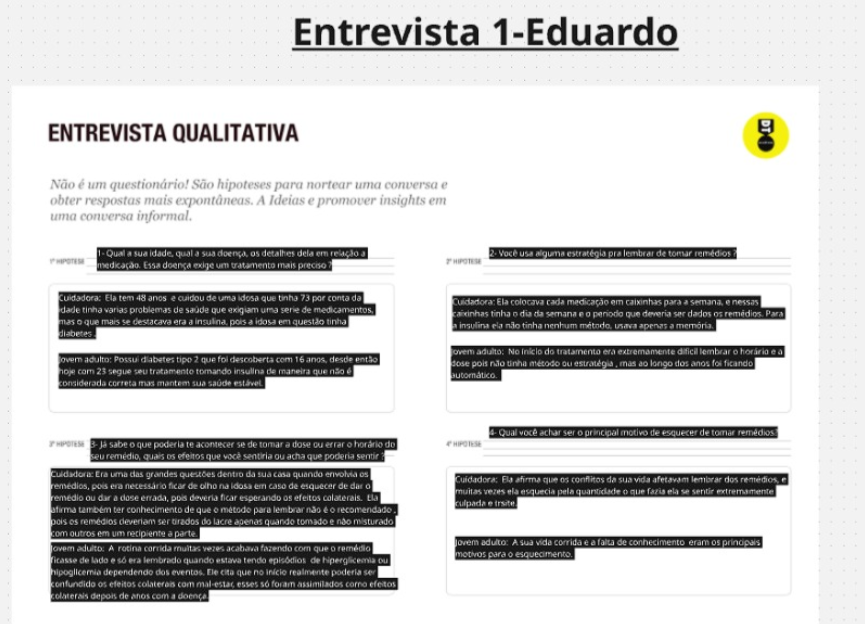 Entrevista 1-Eduardo
ENTREVISTA QUALITATIVA
Não é um questionário! São hipoteses para nortear uma conversa e
obter respostas mais expontâneas. A Ideias e promover insights em
uma conversa informal.
1ª HIPÓTESE
1- Qual a sua idade, qual a sua doença, os detalhes dela em relação a
medicação. Essa doença exige um tratamento mais preciso ?
Cuidadora: Ela tem 48 anos e cuidou de uma idosa que tinha 73 por conta da
idade tinha varias problemas de saúde que exigiam uma serie de medicamentos,
mas o que mais se destacava era a insulina, pois a idosa em questão tinha
diabetes .
Jovem adulto: Possui diabetes tipo 2 que foi descoberta com 16 anos, desde então
hoje com 23 segue seu tratamento tomando insulina de maneira que não é
considerada correta mas mantem sua saúde estável.
2ª HIPÓTESE
2- Você usa alguma estratégia pra lembrar de tomar remédios ?
Cuidadora: Ela colocava cada medicação em caixinhas para a semana, e nessas
caixinhas tinha o dia da semana e o periodo que deveria ser dados os remédios. Para
a insulina ela não tinha nenhum método, usava apenas a memória.
Jovem adulto: No início do tratamento era extremamente dificil lembrar o horário e a
dose pois não tinha método ou estratégia , mas ao longo dos anos foi ficando
automático.
3ª HIPÓTESE
3- Já sabe o que poderia te acontecer se de tomar a dose ou errar o horário do
seu remédio, quais os efeitos que você sentiria ou acha que poderia sentir ?
Cuidadora: Era uma das grandes questões dentro da sua casa quando envolvia os
remédios, pois era necessário ficar de olho na idosa em caso de esquecer de dar o
remédio ou dar a dose errada, pois deveria ficar esperando os efeitos colaterais. Ela
afirma também ter conhecimento de que o método para lembrar não é o recomendado ,
pois os remédios deveriam ser tirados do lacre apenas quando tomado e não misturado
com outros em um recipiente a parte.
Jovem adulto: A rotina corrida muitas vezes acabava fazendo com que o remédio
ficasse de lado e só era lembrado quando estava tendo episódios de hiperglicemia ou
hipoglicemia dependendo dos eventos. Ele cita que no início realmente poderia ser
confundido os efeitos colaterais com mal-estar, esses só foram assimilados como efeitos
colaterais depois de anos com a doença.
4ª HIPÓTESE
4- Qual você achar ser o principal motivo de esquecer de tomar remédios?
Cuidadora: Ela afirma que os conflitos da sua vida afetavam lembrar dos remédios, e
muitas vezes ela esquecia pela quantidade o que fazia ela se sentir extremamente
culpada e trsite.
Jovem adulto: A sua vida corrida e a falta de conhecimento eram os principais
motivos para o esquecimento.